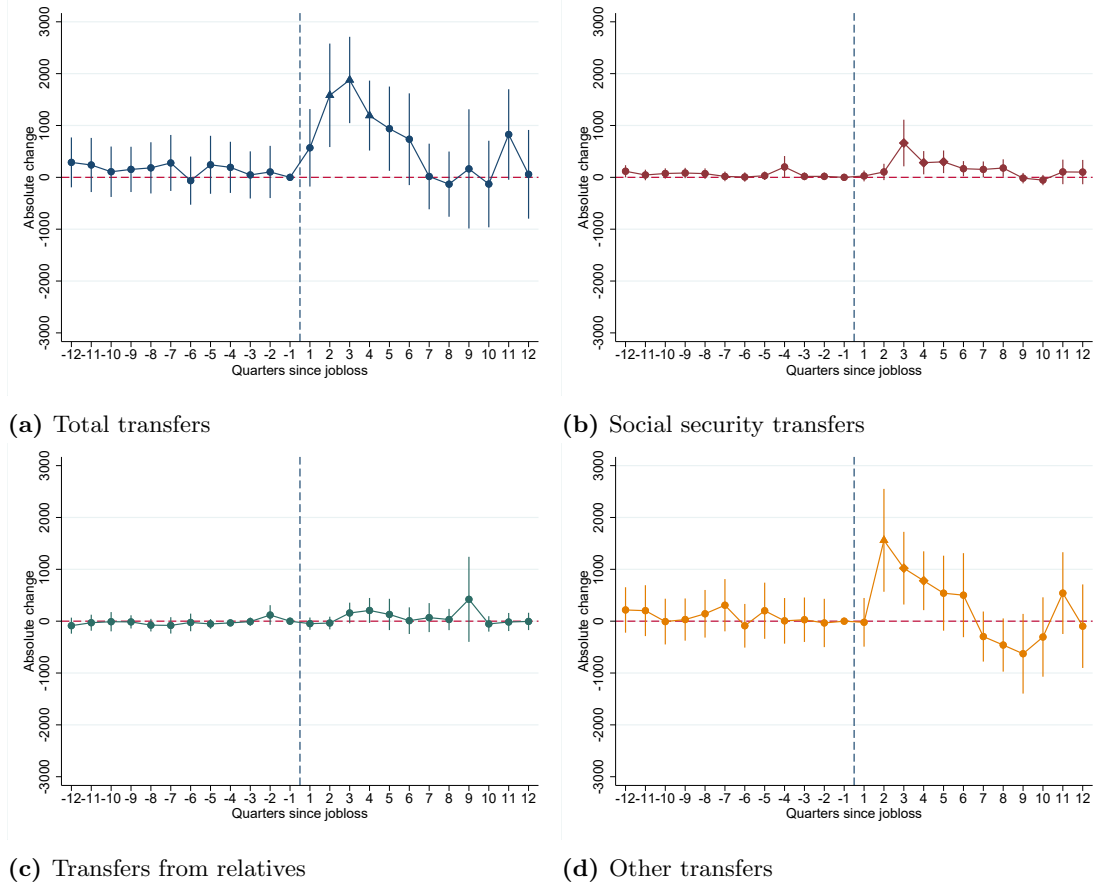 3000
2000
1000
0
-1000
-2000
-3000
Absolute change
-12 -11 -10 -9 -8 -7 -6 -5 -4 -3 -2 -1 1 2 3 4 5 6 7 8 9 10 11 12
Quarters since jobloss
(a) Total transfers
3000
2000
1000
0
-1000
-2000
-3000
Absolute change
-12 -11 -10 -9 -8 -7 -6 -5 -4 -3 -2 -1 1 2 3 4 5 6 7 8 9 10 11 12
Quarters since jobloss
(b) Social security transfers
3000
2000
1000
0
-1000
-2000
-3000
Absolute change
-12 -11 -10 -9 -8 -7 -6 -5 -4 -3 -2 -1 1 2 3 4 5 6 7 8 9 10 11 12
Quarters since jobloss
(c) Transfers from relatives
3000
2000
1000
0
-1000
-2000
-3000
Absolute change
-12 -11 -10 -9 -8 -7 -6 -5 -4 -3 -2 -1 1 2 3 4 5 6 7 8 9 10 11 12
Quarters since jobloss
(d) Other transfers